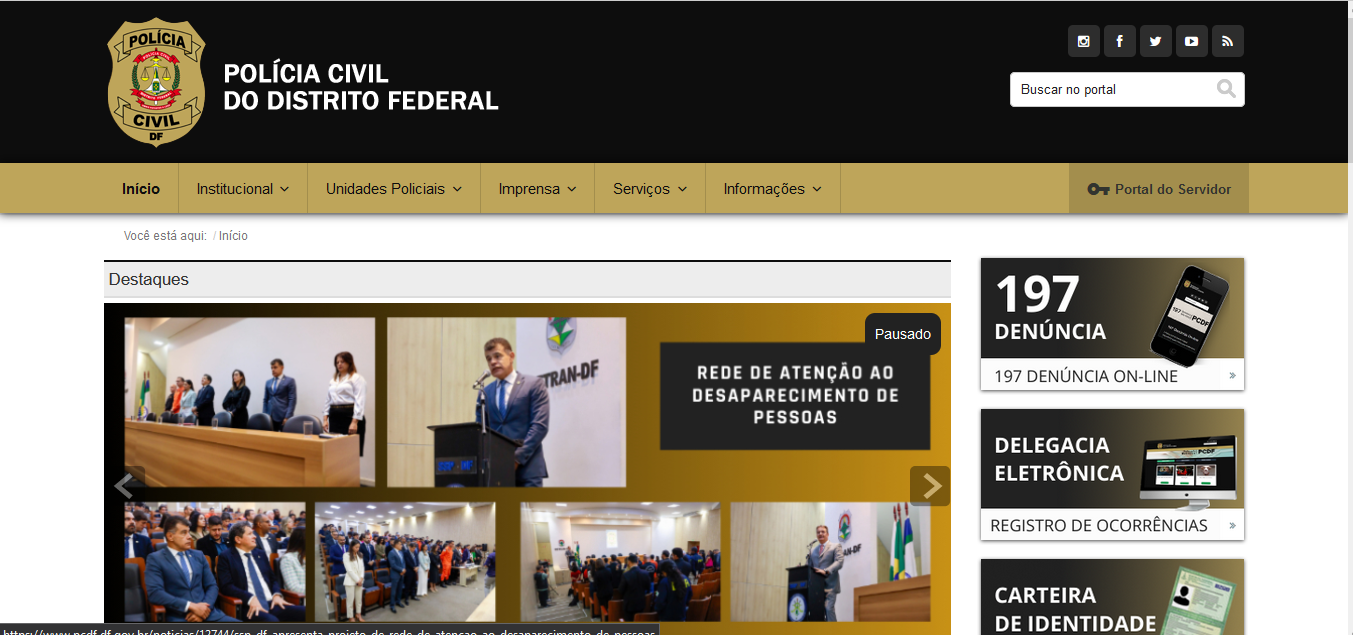 POLÍCIA
CIVIL
DF
POLÍCIA CIVIL
DO DISTRITO FEDERAL
Buscar no portal
Início
Institucional
Unidades Policiais
Imprensa
Serviços
Informações
Portal do Servidor
Você está aqui: / Início
Destaques
Pausado
REDE DE ATENÇÃO AO
DESAPARECIMENTO DE
PESSOAS
TRAN-DF
197
DENÚNCIA
197 DENÚNCIA ON-LINE »
DELEGACIA
ELETRÔNICA
REGISTRO DE OCORRÊNCIAS »
CARTEIRA
DE IDENTIDADE
https://www.pcdf.df.gov.br/noticias/12744/ssp-df-apresenta-projeto-de-rede-de-atencao-ao-desaparecimento-de-pessoas